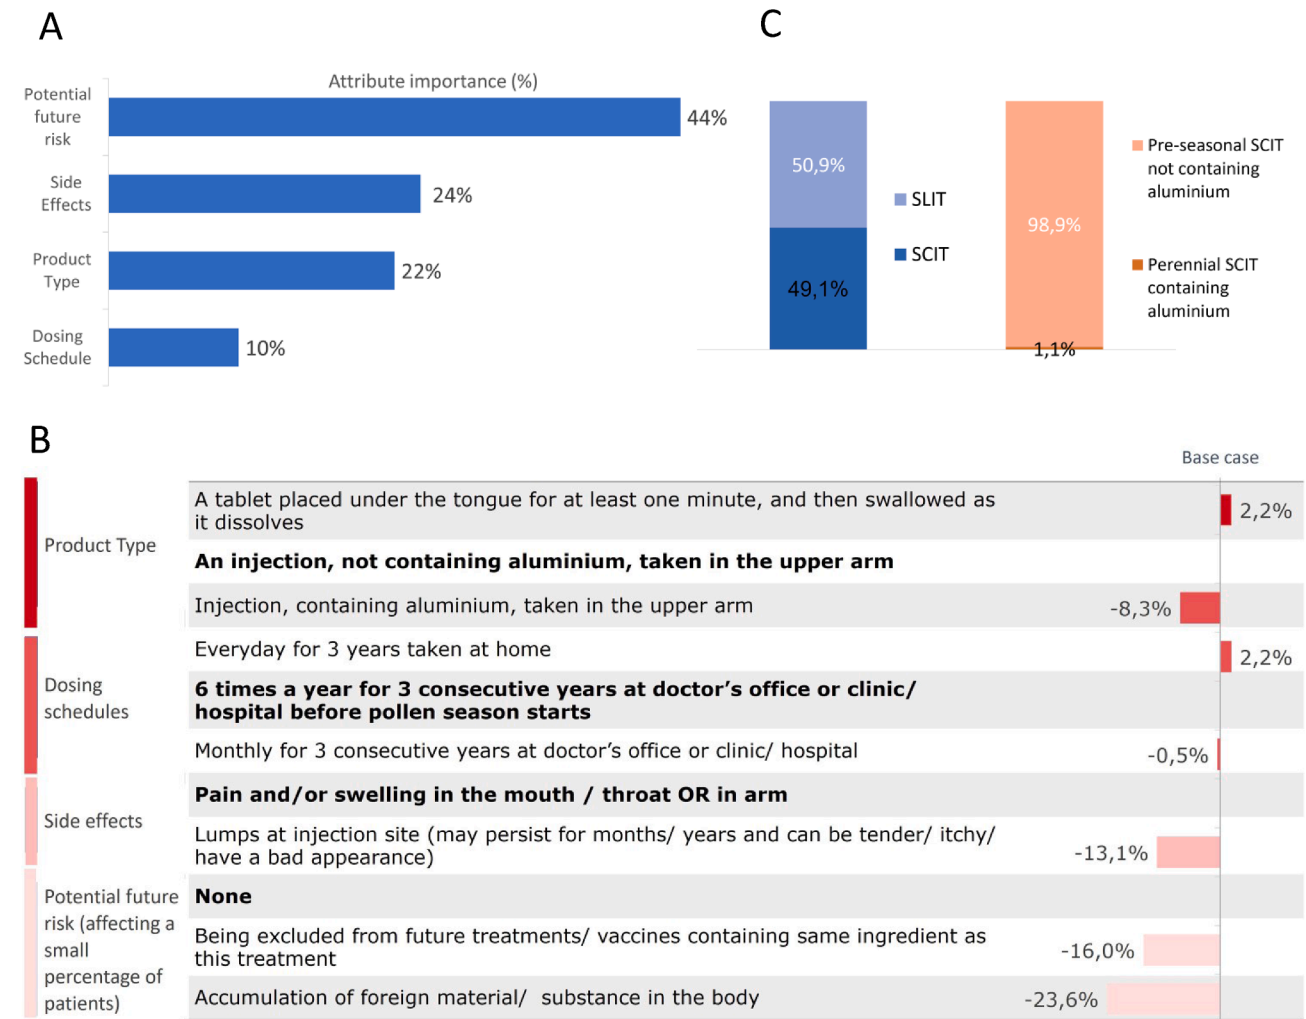 A
Attribute importance (%)
Potential
future
risk
44%
Side
Effects
24%
Product
Type
22%
Dosing
Schedule
10%
C
50,9%
49,1%
SLIT
SCIT
98,9%
1,1%
Pre-seasonal SCIT
not containing
aluminium
Perennial SCIT
containing
aluminium
B
Base case
Product Type
A tablet placed under the tongue for at least one minute, and then swallowed as
it dissolves
2,2%
An injection, not containing aluminium, taken in the upper arm
Injection, containing aluminium, taken in the upper arm
-8,3%
Dosing
schedules
Everyday for 3 years taken at home
2,2%
6 times a year for 3 consecutive years at doctor’s office or clinic/
hospital before pollen season starts
Monthly for 3 consecutive years at doctor’s office or clinic/ hospital
-0,5%
Side effects
Pain and/or swelling in the mouth / throat OR in arm
Lumps at injection site (may persist for months/ years and can be tender/ itchy/
have a bad appearance)
-13,1%
Potential future
risk (affecting a
small
percentage of
patients)
None
Being excluded from future treatments/ vaccines containing same ingredient as
this treatment
-16,0%
Accumulation of foreign material/ substance in the body
-23,6%